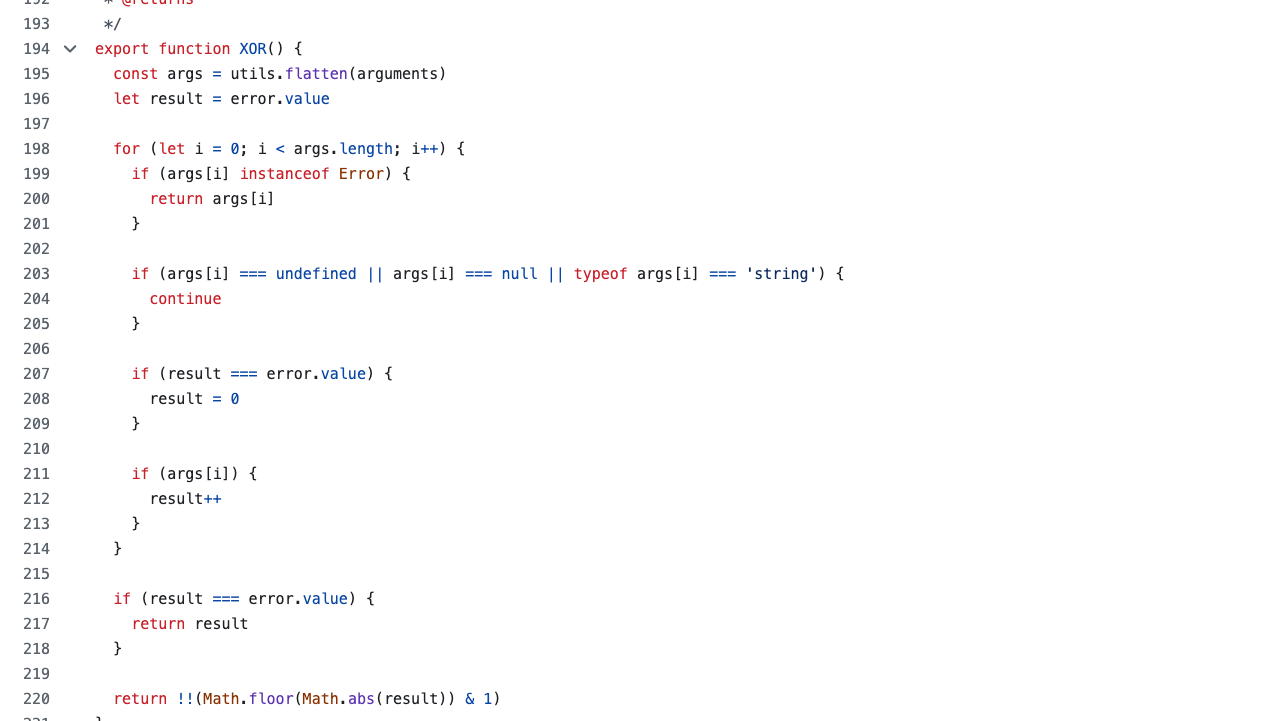 192 * @returns
193 */
194 export function XOR() {
195 const args = utils.flatten(arguments)
196 let result = error.value
197
198 for (let i = 0; i < args.length; i++) {
199 if (args[i] instanceof Error) {
200 return args[i]
201 }
202
203 if (args[i] === undefined || args[i] === null || typeof args[i] === 'string') {
204 continue
205 }
206
207 if (result === error.value) {
208 result = 0
209 }
210
211 if (args[i]) {
212 result++
213 }
214 }
215
216 if (result === error.value) {
217 return result
218 }
219
220 return !!(Math.floor(Math.abs(result)) & 1)
221 }